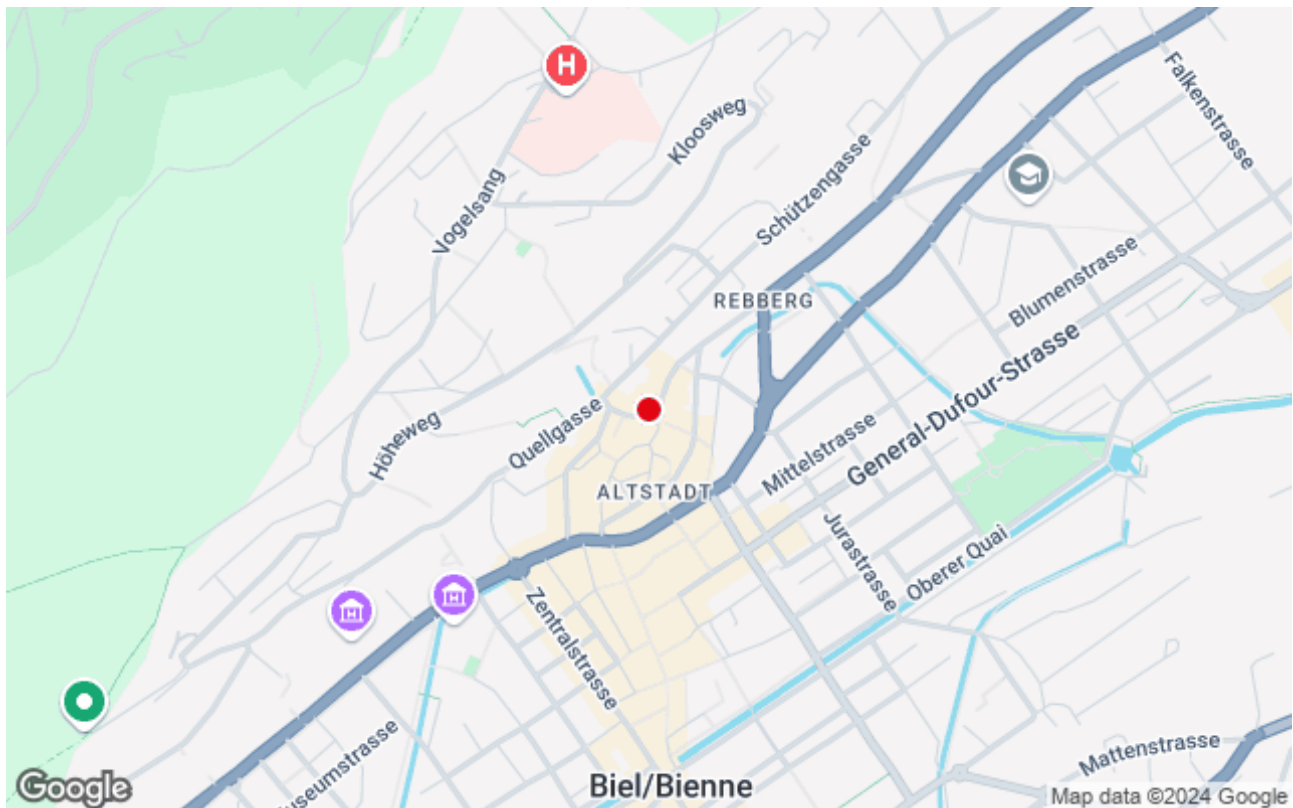 H
Falkenstrasse
Kloosweg
Vogelsang
Schützengasse
REBBERG
Blumenstrasse
General-Dufour-Strasse
Höheweg
Quellgasse
Mittelstrasse
ALTSTADT
Jurastrasse
Oberer Quai
Zentralstrasse
useumstrasse
Mattenstrasse
Biel/Bienne
Google
Map data ©2024 Google